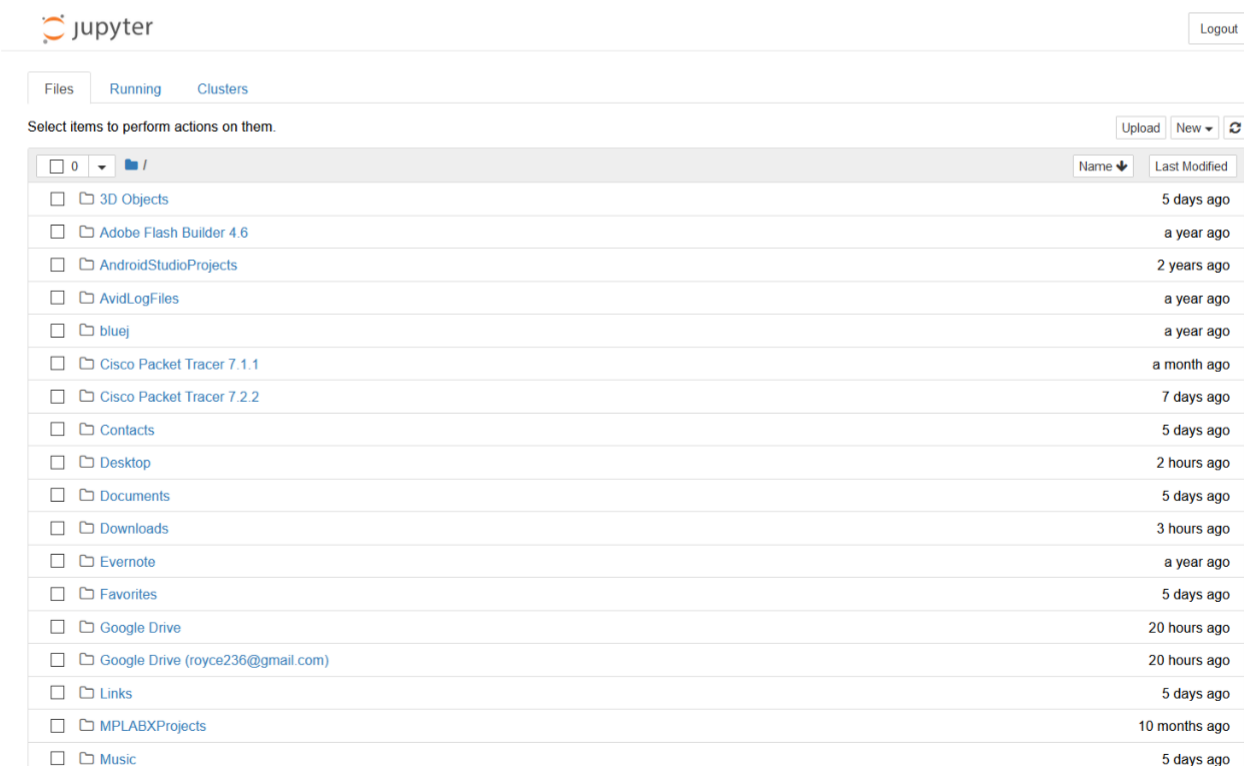 jupyter Logout
Files Running Clusters
Select items to perform actions on them. Upload New
0 / Name Last Modified
3D Objects 5 days ago
Adobe Flash Builder 4.6 a year ago
AndroidStudioProjects 2 years ago
AvidLogFiles a year ago
bluej a year ago
Cisco Packet Tracer 7.1.1 a month ago
Cisco Packet Tracer 7.2.2 7 days ago
Contacts 5 days ago
Desktop 2 hours ago
Documents 5 days ago
Downloads 3 hours ago
Evernote a year ago
Favorites 5 days ago
Google Drive 20 hours ago
Google Drive (royce236@gmail.com) 20 hours ago
Links 5 days ago
MPLABXProjects 10 months ago
Music 5 days ago